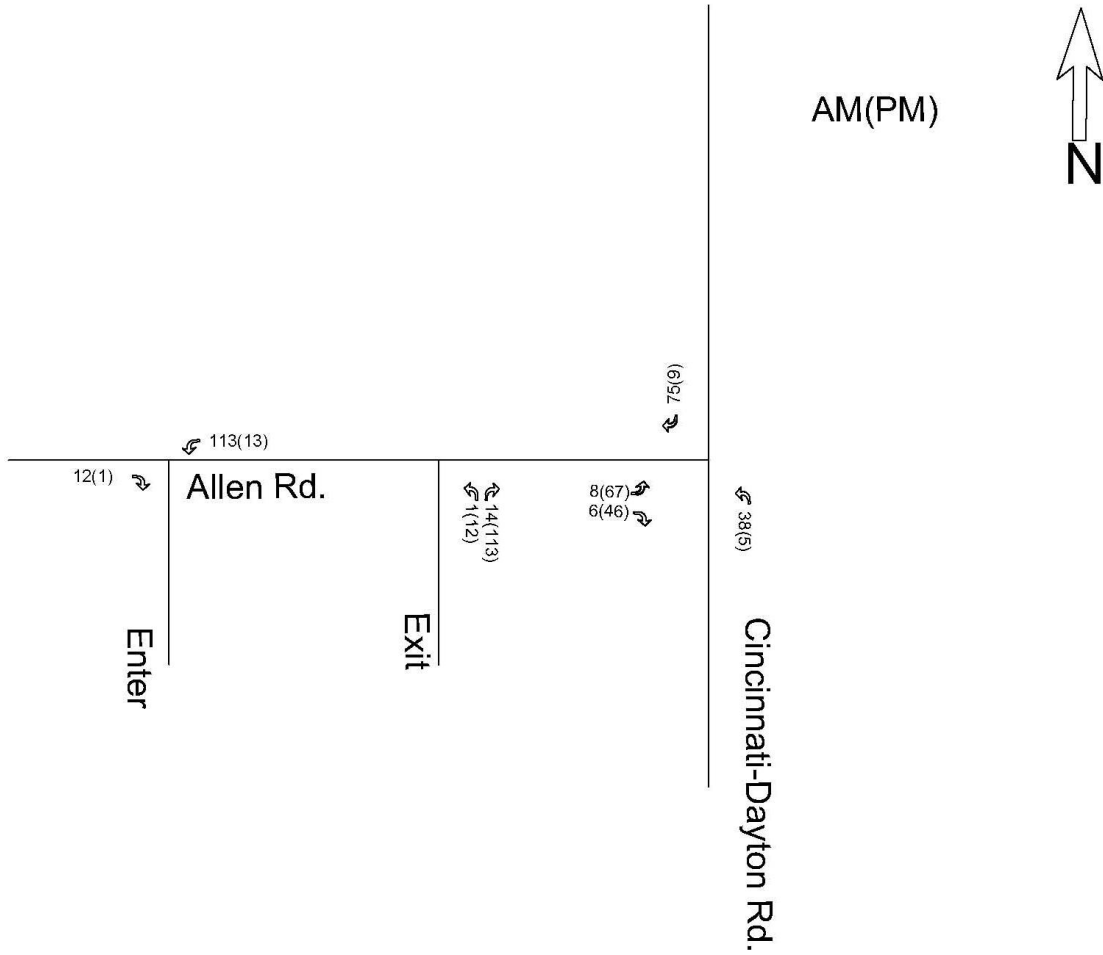 AM(PM)
N
75(9)
113(13)
12(1)
Allen Rd.
1(12)
14(113)
8(67)
6(46)
38(5)
Enter
Exit
Cincinnati-Dayton Rd.